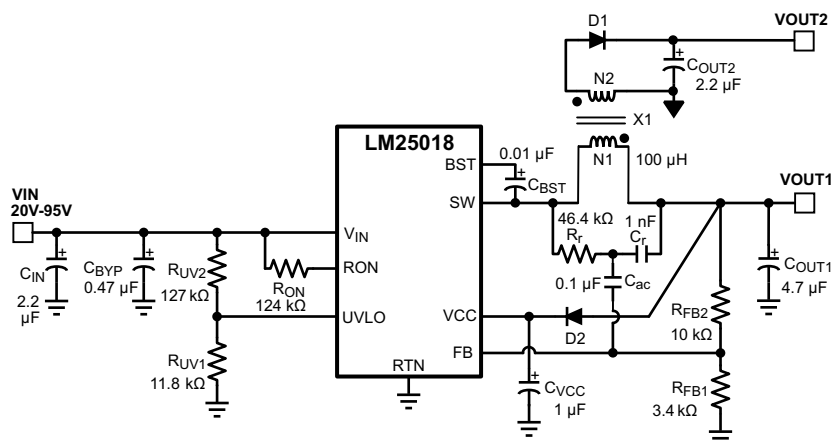 VOUT2
D1
+
COUT2
2.2 µF
N2
X1
LM25018
0.01 µF
BST
+
CBST
N1
100 µH
VIN
20V-95V
SW
VOUT1
46.4 kΩ
1 nF
Rr
Cr
VIN
+
CIN
2.2
µF
+
CBYP
0.47 µF
RUV2
127 kΩ
RON
RON
124 kΩ
0.1 µF
Cac
+
COUT1
4.7 µF
RFB2
10 kΩ
UVLO
VCC
D2
FB
RUV1
11.8 kΩ
RTN
+
CVCC
1 µF
RFB1
3.4 kΩ